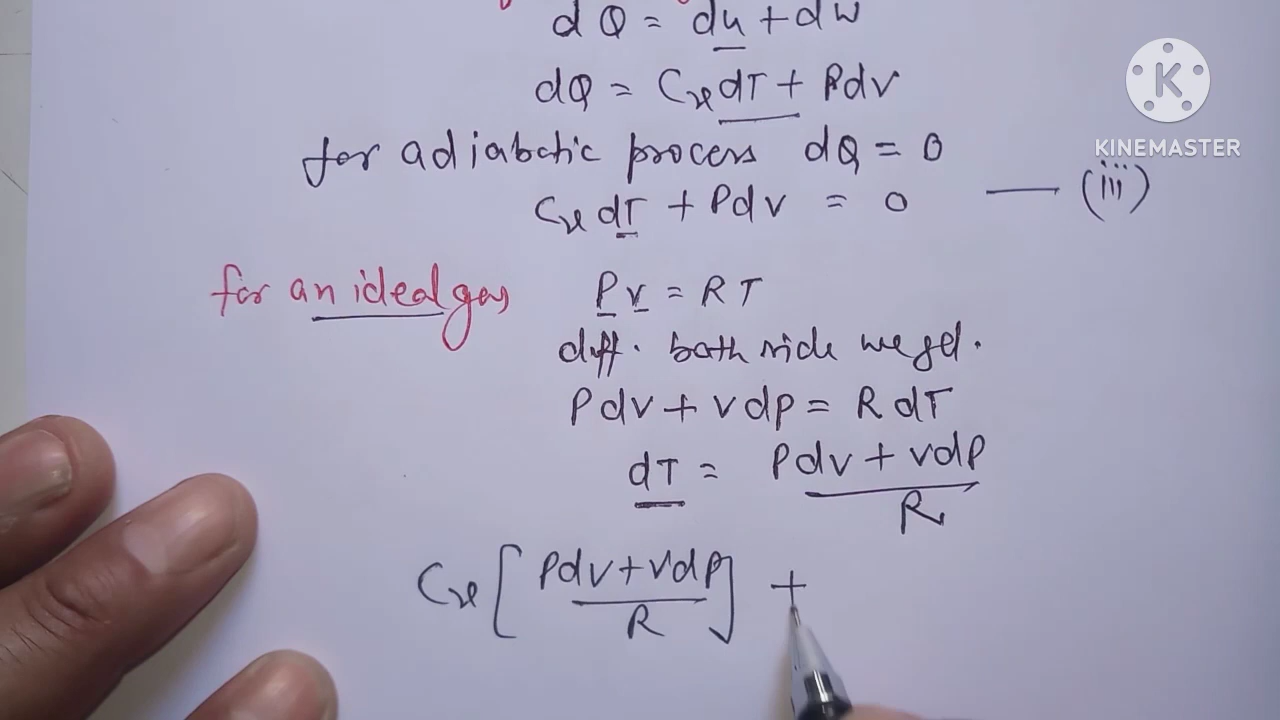 dQ = du + dw
dQ = Cv dT + Pdv
K
KINEMASTER
for adiabatic process dQ = 0
Cv dT + Pdv = 0 —— (iii)
for an ideal gas Pv = RT
diff. both side we get.
Pdv + vdp = R dT
dT = Pdv + vdp / R
Cv [ Pdv + vdp / R ] +